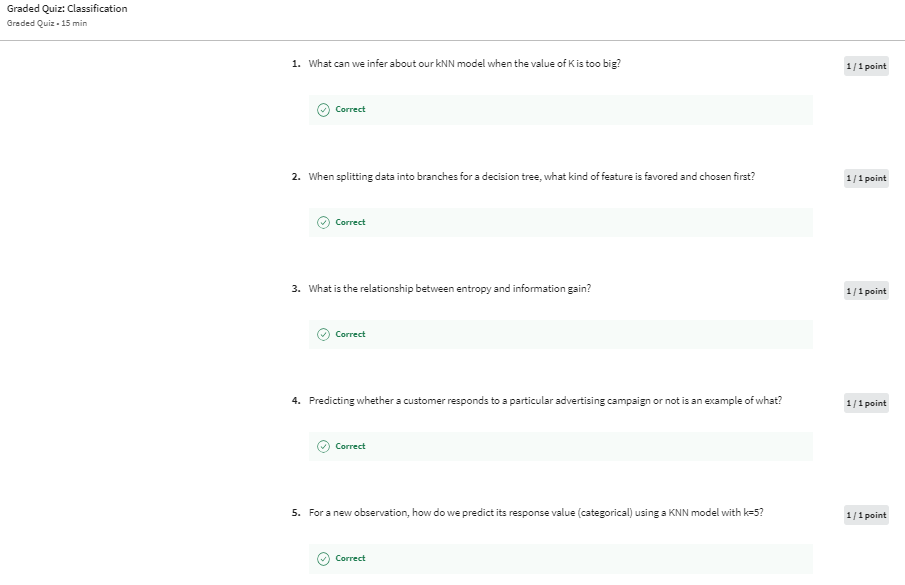 Graded Quiz: Classification
Graded Quiz • 15 min
1. What can we infer about our kNN model when the value of K is too big?
1 / 1 point
Correct
2. When splitting data into branches for a decision tree, what kind of feature is favored and chosen first?
1 / 1 point
Correct
3. What is the relationship between entropy and information gain?
1 / 1 point
Correct
4. Predicting whether a customer responds to a particular advertising campaign or not is an example of what?
1 / 1 point
Correct
5. For a new observation, how do we predict its response value (categorical) using a KNN model with k=5?
1 / 1 point
Correct